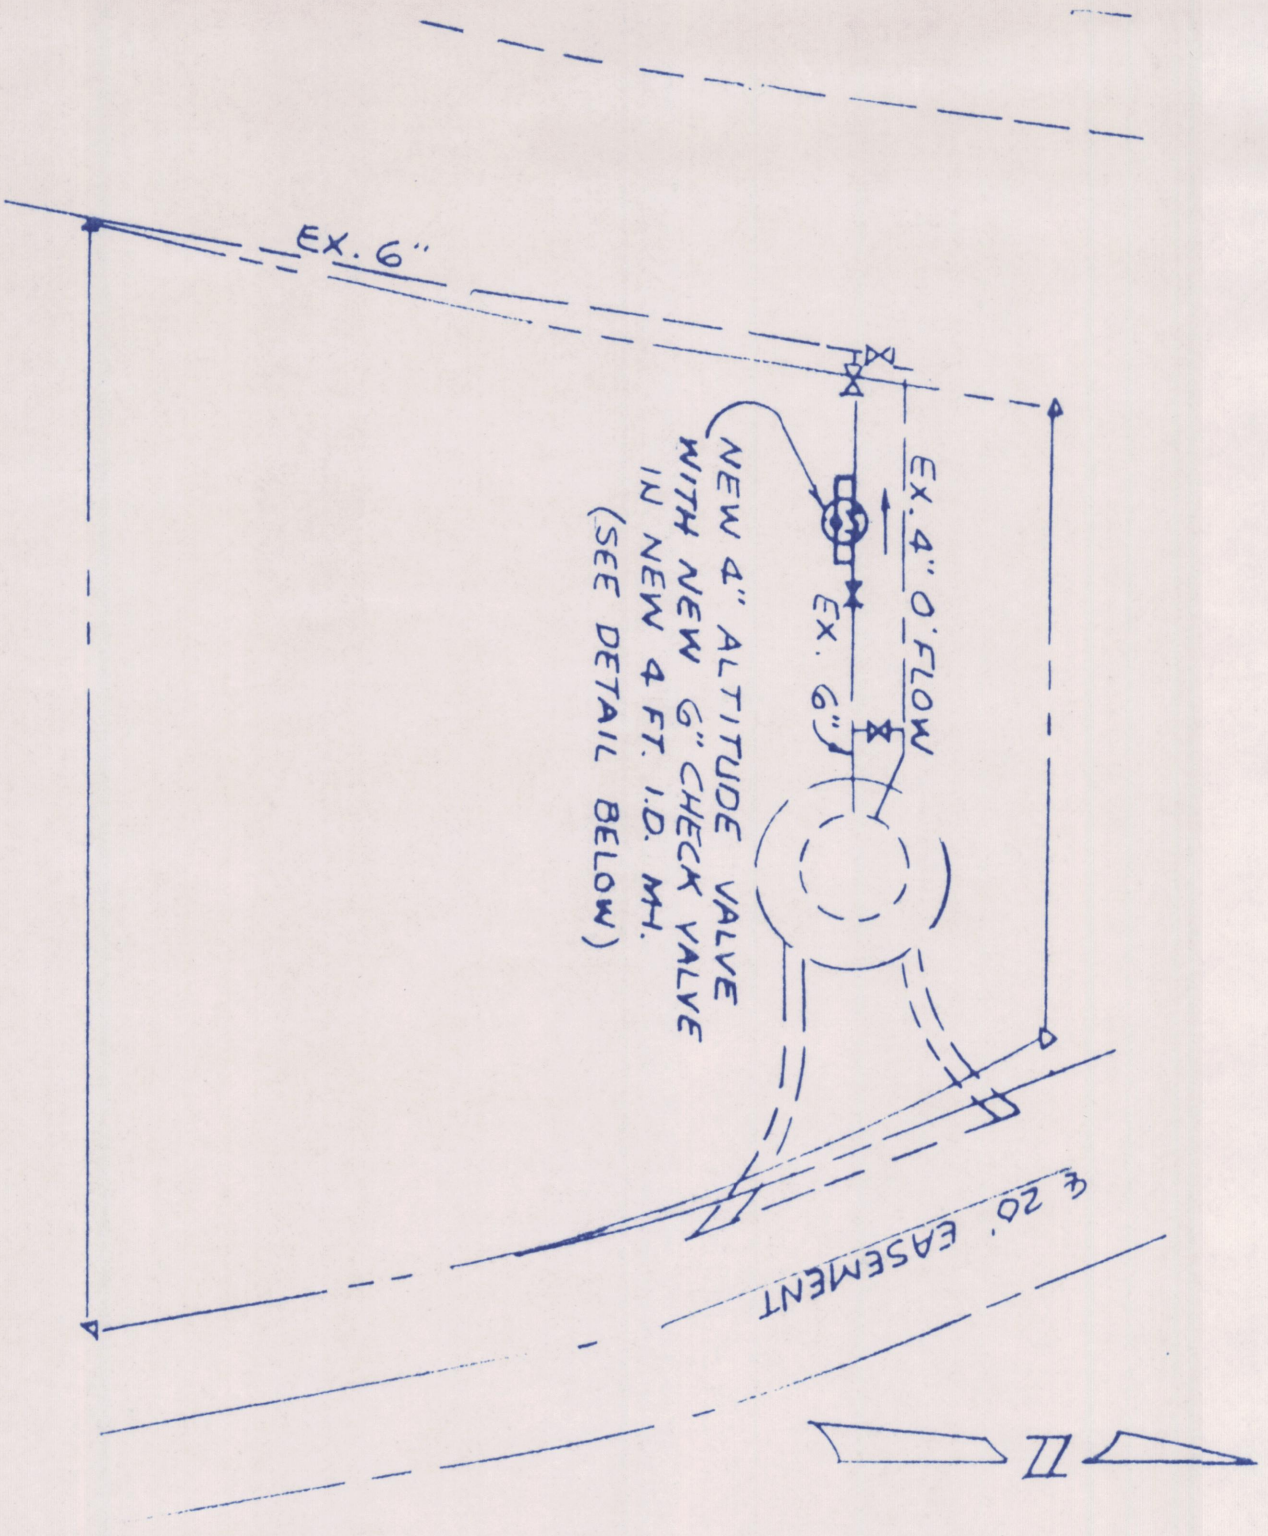 EX. 6"
EX. 4" O'FLOW
EX. 6"
NEW 4" ALTITUDE VALVE
WITH NEW 6" CHECK VALVE
IN NEW 4 FT. I.D. MH.
(SEE DETAIL BELOW)
℄ 20' EASEMENT
N